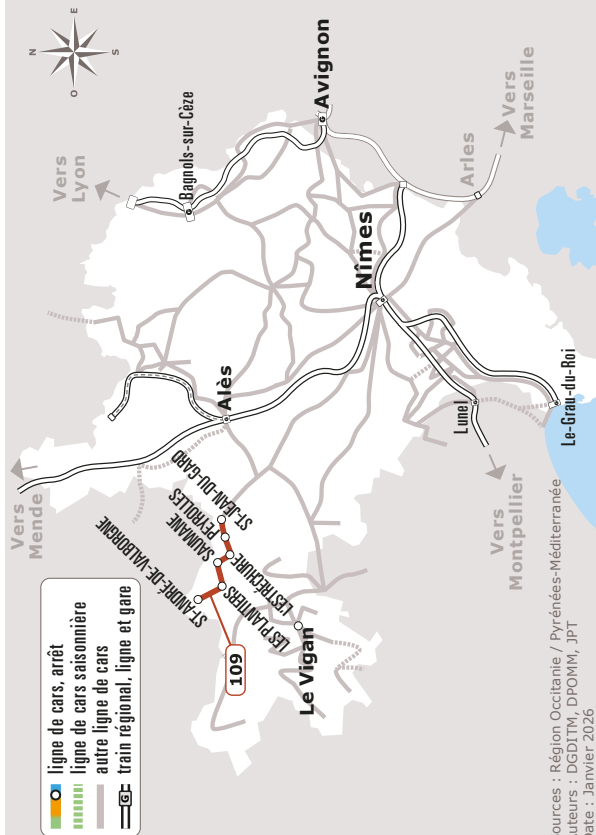 ligne de cars, arrêt
ligne de cars saisonnière
autre ligne de cars
G train régional, ligne et gare
N
E
S
O
Vers
Mende
Vers
Lyon
Bagnols-sur-Cèze
G
Avignon
G
Alès
G
ST-ANDRÉ-DE-VALBORGNE
SAUMANE
PEYROLLES
ST-JEAN-DU-GARD
LES PLANTIERS
L'ESTRÉCHURE
109
Le Vigan
Nîmes
G
Arles
Vers
Marseille
Lunel
G
Vers
Montpellier
Le-Grau-du-Roi
G
ources : Région Occitanie / Pyrénées-Méditerranée
uteurs : DGDITM, DPOMM, JPT
ate : Janvier 2026